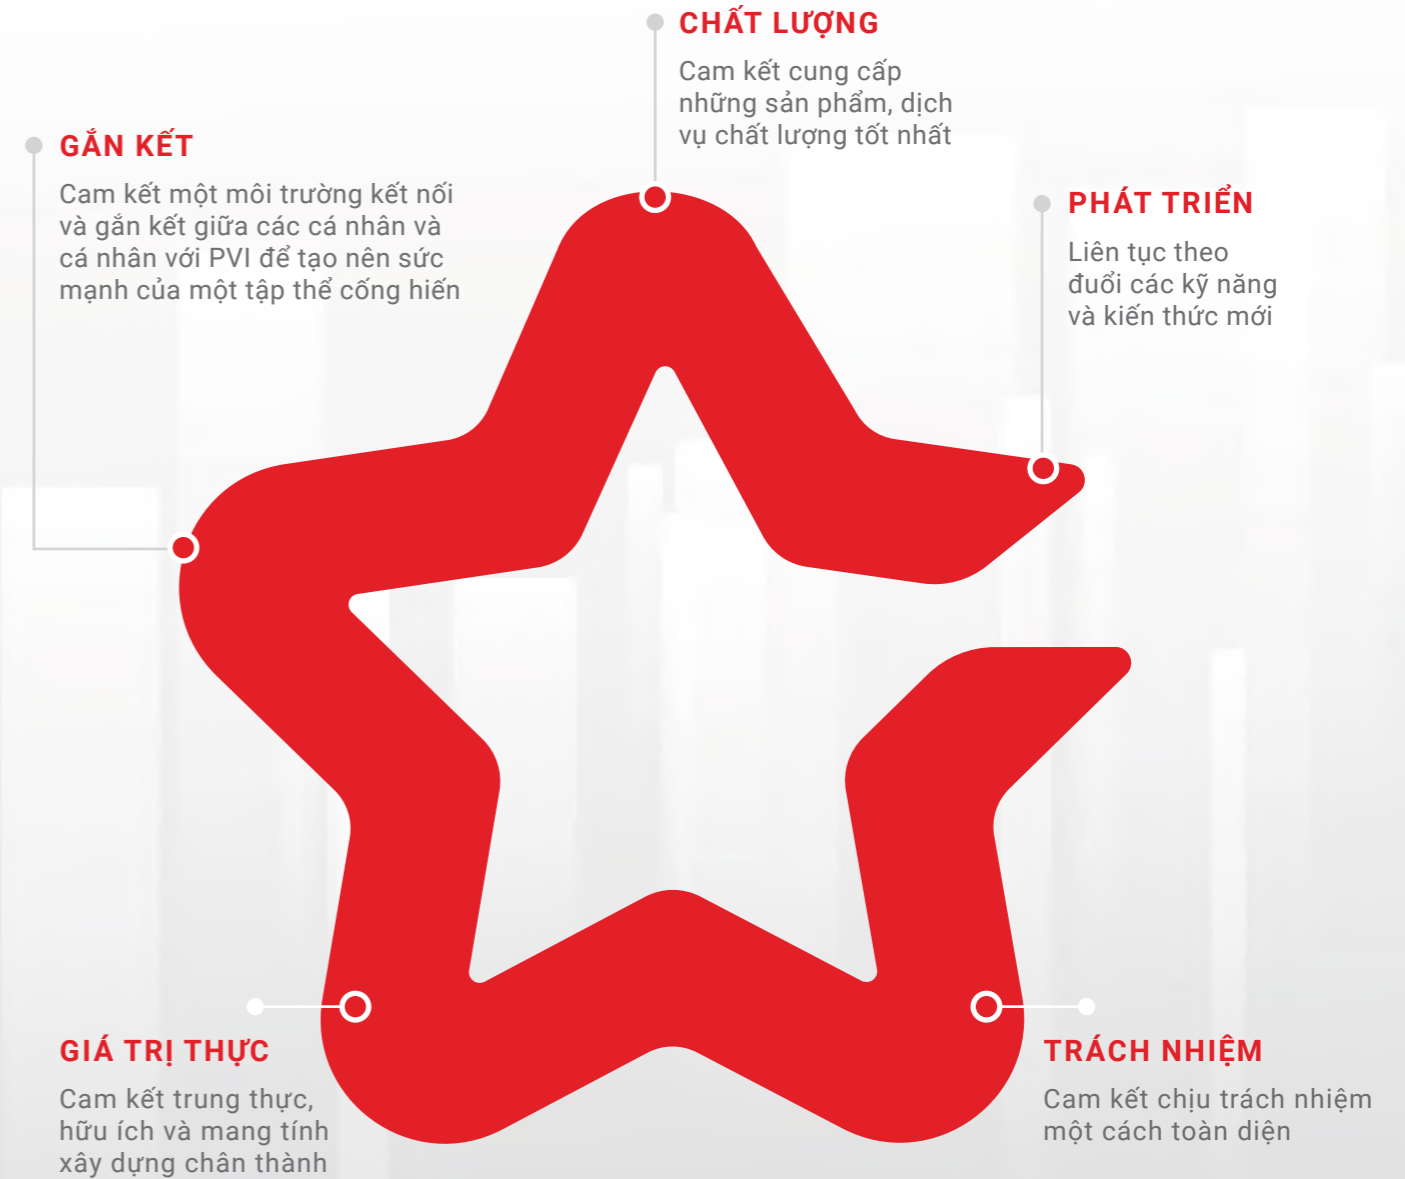 CHẤT LƯỢNG
Cam kết cung cấp
những sản phẩm, dịch
vụ chất lượng tốt nhất
GẮN KẾT
Cam kết một môi trường kết nối
và gắn kết giữa các cá nhân và
cá nhân với PVI để tạo nên sức
mạnh của một tập thể cống hiến
PHÁT TRIỂN
Liên tục theo
đuổi các kỹ năng
và kiến thức mới
GIÁ TRỊ THỰC
Cam kết trung thực,
hữu ích và mang tính
xây dựng chân thành
TRÁCH NHIỆM
Cam kết chịu trách nhiệm
một cách toàn diện